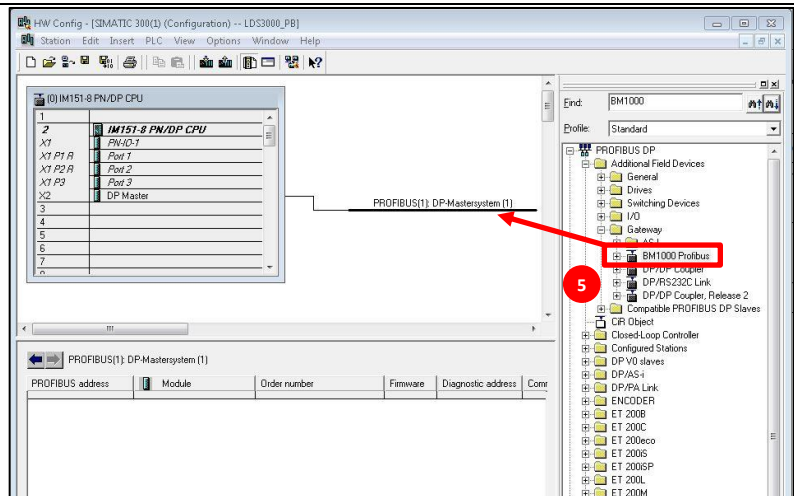 HW Config - [SIMATIC 300(1) (Configuration) -- LDS3000_PB]
Station Edit Insert PLC View Options Window Help
(0) IM151-8 PN/DP CPU
1
2 IM151-8 PN/DP CPU
X1 PN-IO-1
X1 P1 R Port 1
X1 P2 R Port 2
X1 P3 Port 3
X2 DP Master
3
4
5
6
7
PROFIBUS(1): DP-Mastersystem (1)
Find: BM1000
Profile: Standard
PROFIBUS DP
Additional Field Devices
General
Drives
Switching Devices
I/O
Gateway
AS-I
BM1000 Profibus
DP/DP Coupler
5
DP/RS232C Link
DP/DP Coupler, Release 2
Compatible PROFIBUS DP Slaves
CiR Object
Closed-Loop Controller
Configured Stations
DP V0 slaves
DP/AS-i
DP/PA Link
ENCODER
ET 200B
ET 200C
ET 200eco
ET 200iS
ET 200iSP
ET 200L
ET 200M
PROFIBUS(1): DP-Mastersystem (1)
PROFIBUS address Module Order number Firmware Diagnostic address Comm